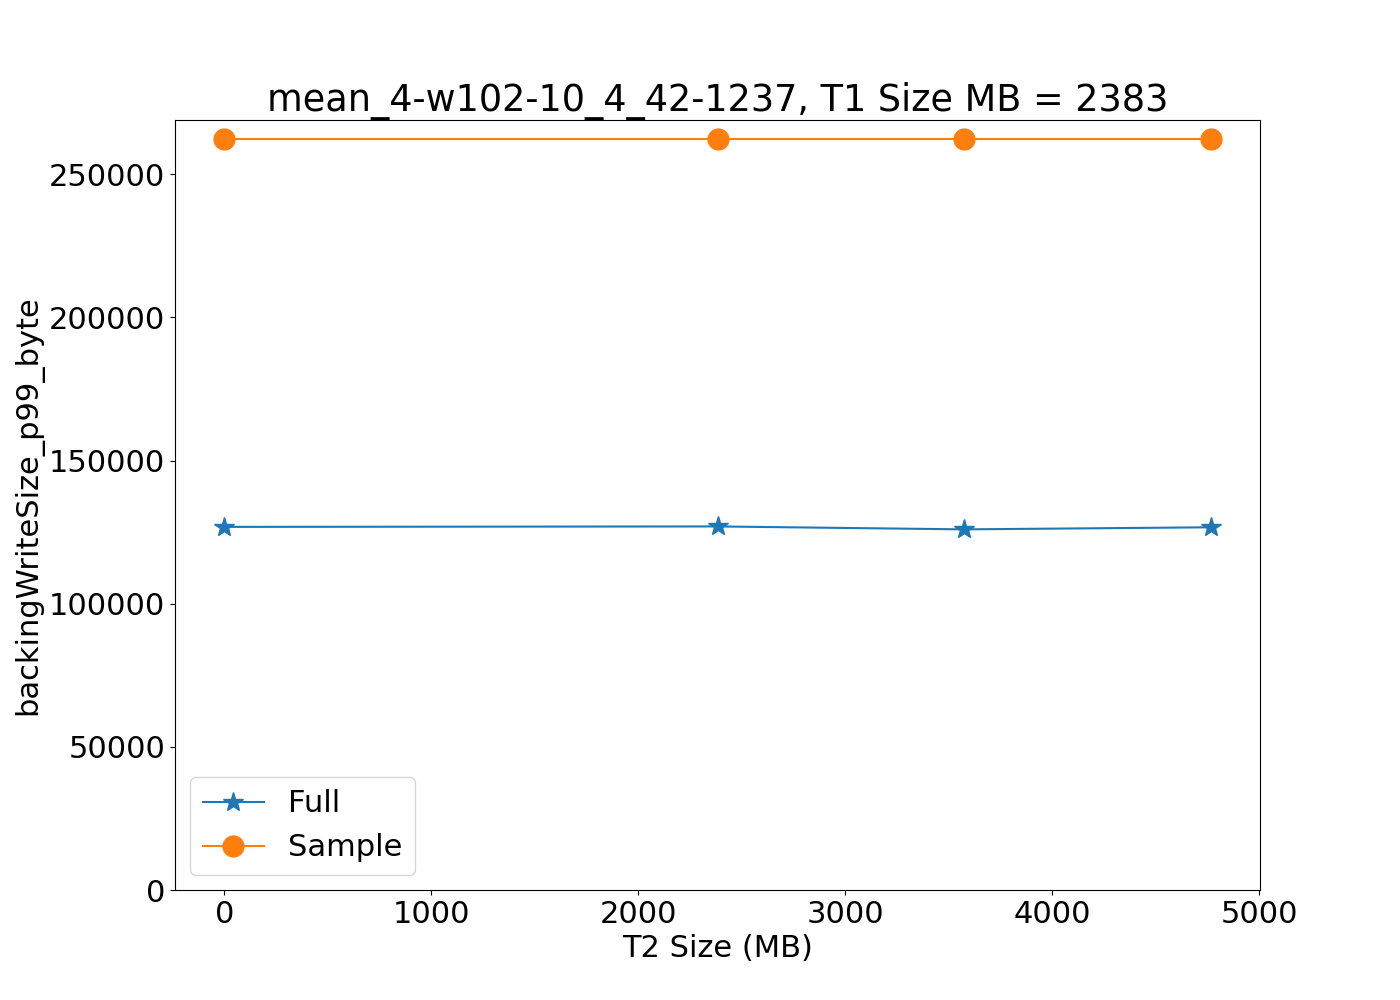 mean_4-w102-10_4_42-1237, T1 Size MB = 2383
backingWriteSize_p99_byte
250000
200000
150000
100000
50000
0
Full
Sample
0 1000 2000 3000 4000 5000
T2 Size (MB)